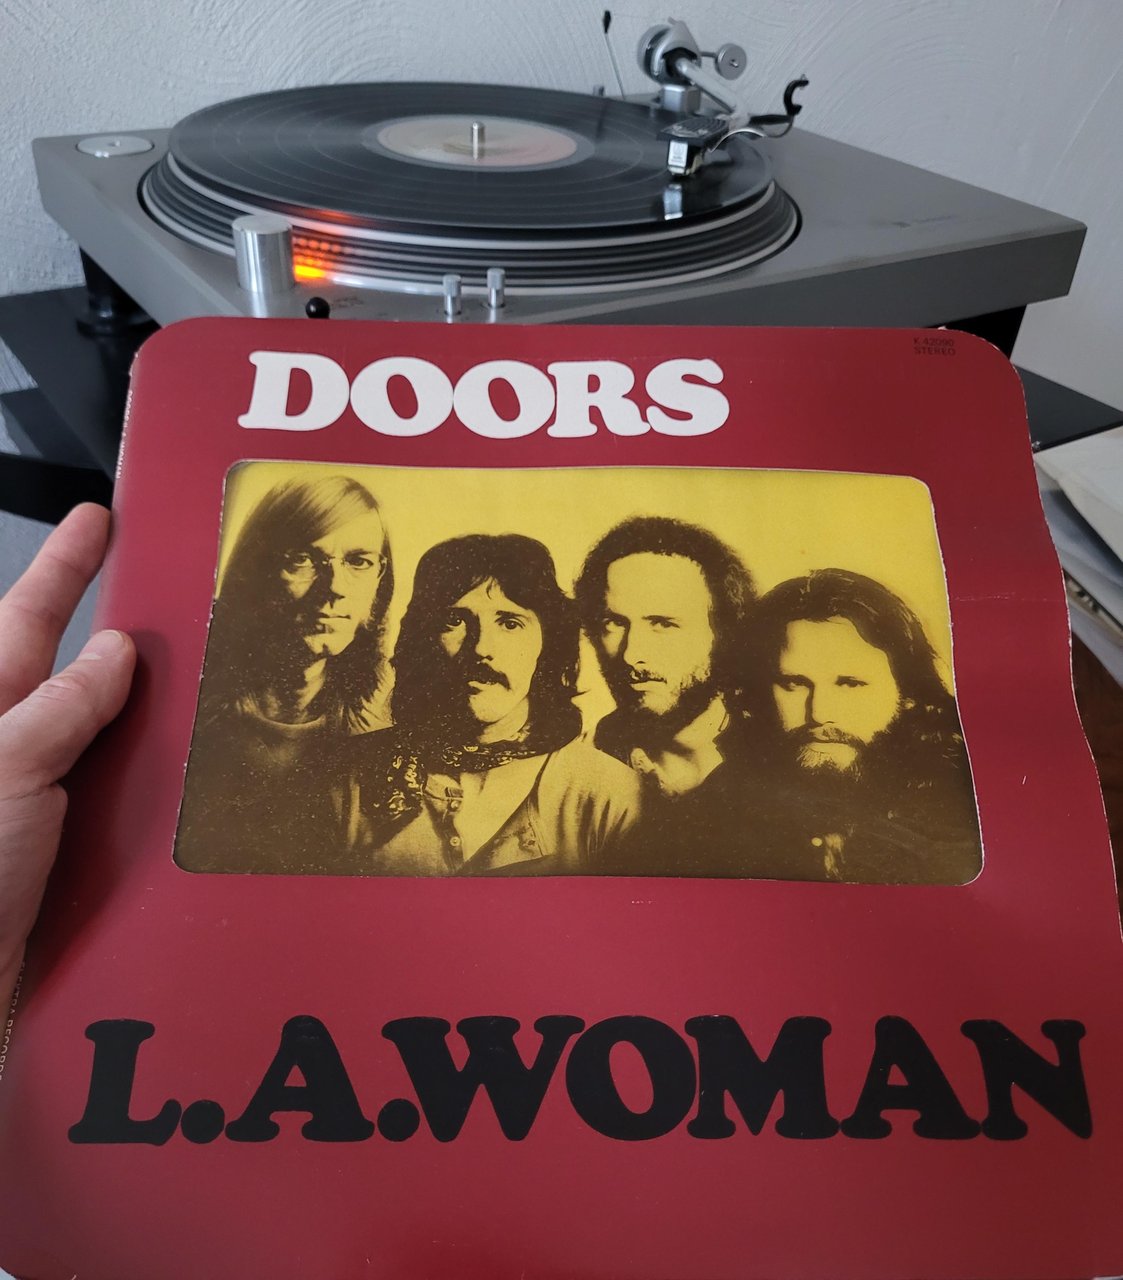 DOORS
K 42090
STEREO
L.A.WOMAN